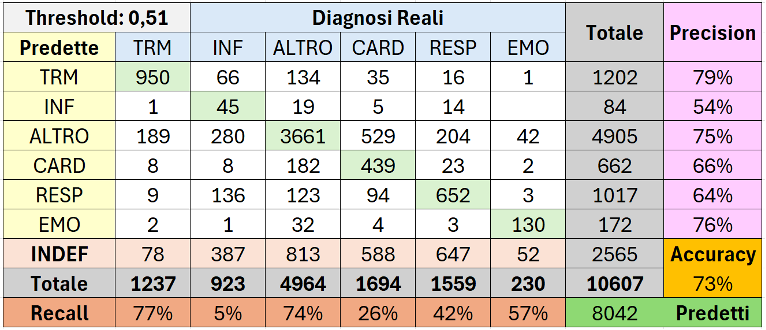 Threshold: 0,51 Diagnosi Reali Totale Precision
Predette TRM INF ALTRO CARD RESP EMO
TRM 950 66 134 35 16 1 1202 79%
INF 1 45 19 5 14 84 54%
ALTRO 189 280 3661 529 204 42 4905 75%
CARD 8 8 182 439 23 2 662 66%
RESP 9 136 123 94 652 3 1017 64%
EMO 2 1 32 4 3 130 172 76%
INDEF 78 387 813 588 647 52 2565 Accuracy
Totale 1237 923 4964 1694 1559 230 10607 73%
Recall 77% 5% 74% 26% 42% 57% 8042 Predetti